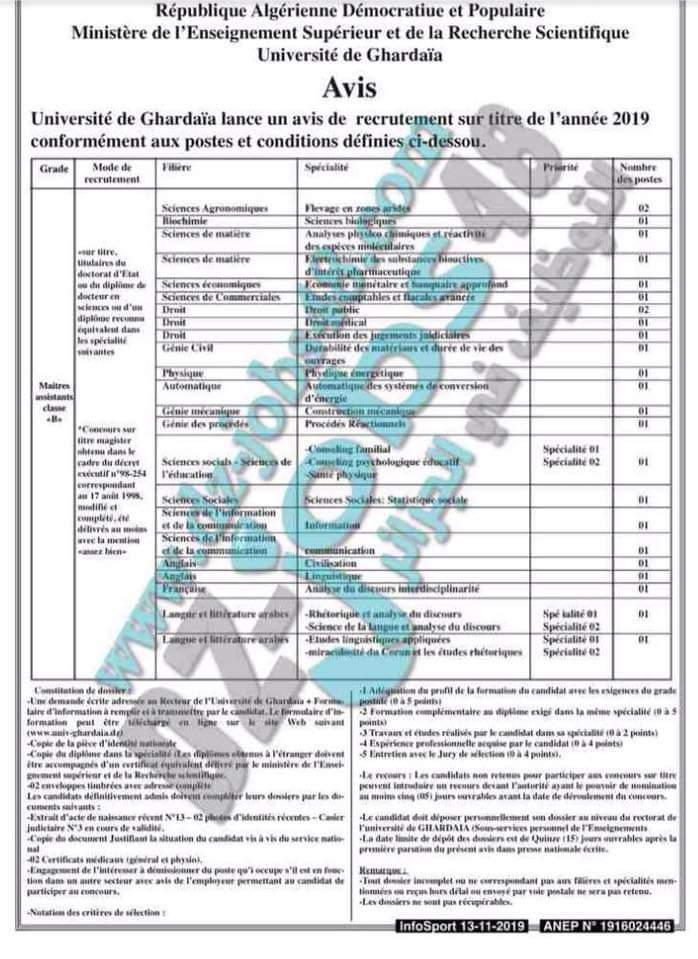 République Algérienne Démocratiue et Populaire
Ministère de l'Enseignement Supérieur et de la Recherche Scientifique
Université de Ghardaïa
Avis
Université de Ghardaïa lance un avis de recrutement sur titre de l'année 2019
conformément aux postes et conditions définies ci-dessou.
Grade Mode de recrutement Filière Spécialité Priorité Nombre des postes
Maitres assistants classe «B»
«sur titre,
titulaires du
doctorat d'Etat
ou du diplôme de
docteur en
sciences ou d'un
diplôme reconnu
équivalent dans
les spécialité
suivantes
*Concours sur
titre magister
obtenu dans le
cadre du décret
exécutif n°98-254
correspondant
au 17 août 1998,
modifié et
complété, été
délivrés au moins
avec la mention
«assez bien»
Sciences Agronomiques Elevage en zones arides 02
Biochimie Sciences biologiques 01
Sciences de matière Analyses physico chimiques et réactivité 01
des espèces moléculaires
Sciences de matière Electrichimie des substances bioactives 01
d'intérêt pharmaceutique
Sciences économiques Economie monétaire et banquaire approfond 01
Sciences de Commerciales Etudes comptables et fiscales avancée 01
Droit Droit public 02
Droit Droit médical 01
Droit Exécution des jugements juidiciaires 01
Génie Civil Durabilité des matériaux et durée de vie des 01
ouvrages
Physique Phydique énergétique 01
Automatique Automatique des systèmes de conversion 01
d'énergie
Génie mécanique Construction mécanique 01
Génie des procédés Procédés Réactionnels 01
-Conseling familial Spécialité 01
Sciences socials - Sciences de -Conseling psychologique éducatif Spécialité 02 01
l'éducation -Santé physique
Sciences Sociales Sciences Sociales: Statistique sociale 01
Sciences de l'information
et de la communication Information 01
Sciences de l'information
et de la communication communication 01
Anglais Civilisation 01
Anglais Linguistique 01
Française Analyse du discours interdisciplinarité 01
Langue et littérature arabes -Rhétorique et analyse du discours Spé ialité 01 01
-Science de la langue et analyse du discours Spécialité 02
Langue et littérature arabes -Etudes linguistiques appliquées Spécialité 01 01
-miraculosité du Coran et les études rhétoriques Spécialité 02
Constitution de dossier :
-Une demande écrite adressée au Recteur de l'Université de Ghardaia + Formu-
laire d'information à remplir et à transmettre par le candidat. Le formulaire d'in-
formation peut être téléchargé en ligne sur le site Web suivant
(www.univ-ghardaia.dz)
-Copie de la pièce d'identité nationale
-Copie du diplôme dans la spécialité (Les diplômes obtenus à l'étranger doivent
être accompagnés d'un certificat équivalent délivré par le ministère de l'Ensei-
gnement supérieur et de la Recherche scientifique.
-02 enveloppes timbrées avec adresse complète
Les candidats définitivement admis doivent compléter leurs dossiers par les do-
cuments suivants :
-Extrait d'acte de naissance récent N°13 – 02 photos d'identités récentes – Casier
judiciaire N°3 en cours de validité.
-Copie du document Justifiant la situation du candidat vis à vis du service natio-
nal
-02 Certificats médicaux (général et physio).
-Engagement de l'intéresser à démissionner du poste qu'i occupe s'il est en fonc-
tion dans un autre secteur avec avis de l'employeur permettant au candidat de
participer au concours.
-Notation des critères de sélection :
-1 Adéquation du profil de la formation du candidat avec les exigences du grade
postulé (0 à 5 points)
-2 Formation complémentaire au diplôme exigé dans la même spécialité (0 à 5
points)
-3 Travaux et études réalisés par le candidat dans sa spécialité (0 à 2 points)
-4 Expérience professionnelle acquise par le candidat (0 à 4 points)
-5 Entretien avec le Jury de sélection (0 à 4 points).
-Le recours : Les candidats non retenus pour participer aux concours sur titre
peuvent introduire un recours devant l'autorité ayant le pouvoir de nomination
au moins cinq (05) jours ouvrables avant la date de déroulement du concours.
-Le candidat doit déposer personnellement son dossier au niveau du rectorat de
l'université de GHARDAIA (Sous-services personnel de l'Enseignements
-La date limite de dépôt des dossiers est de Quinze (15) jours ouvrables après la
première parution du présent avis dans presse nationale écrite.
Remarque :
-Tout dossier incomplet ou ne correspondant pas aux filières et spécialités men-
tionnées ou reçus hors délai ou envoyé par voie postale ne sera pas retenu.
-Les dossiers ne sont pas récupérables.
InfoSport 13-11-2019 ANEP N° 1916024446